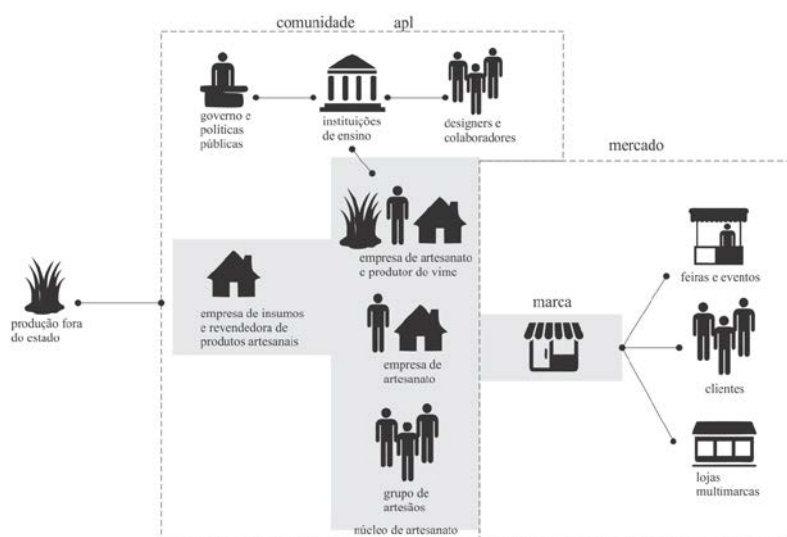 comunidade apl
governo e
políticas
públicas
instituições
de ensino
designers e
colaboradores
mercado
empresa de artesanato
e produtor do vime
feiras e eventos
produção fora
do estado
empresa de insumos
e revendedora de
produtos artesanais
marca
empresa de
artesanato
clientes
grupo de
artesãos
lojas
multimarcas
núcleo de artesanato